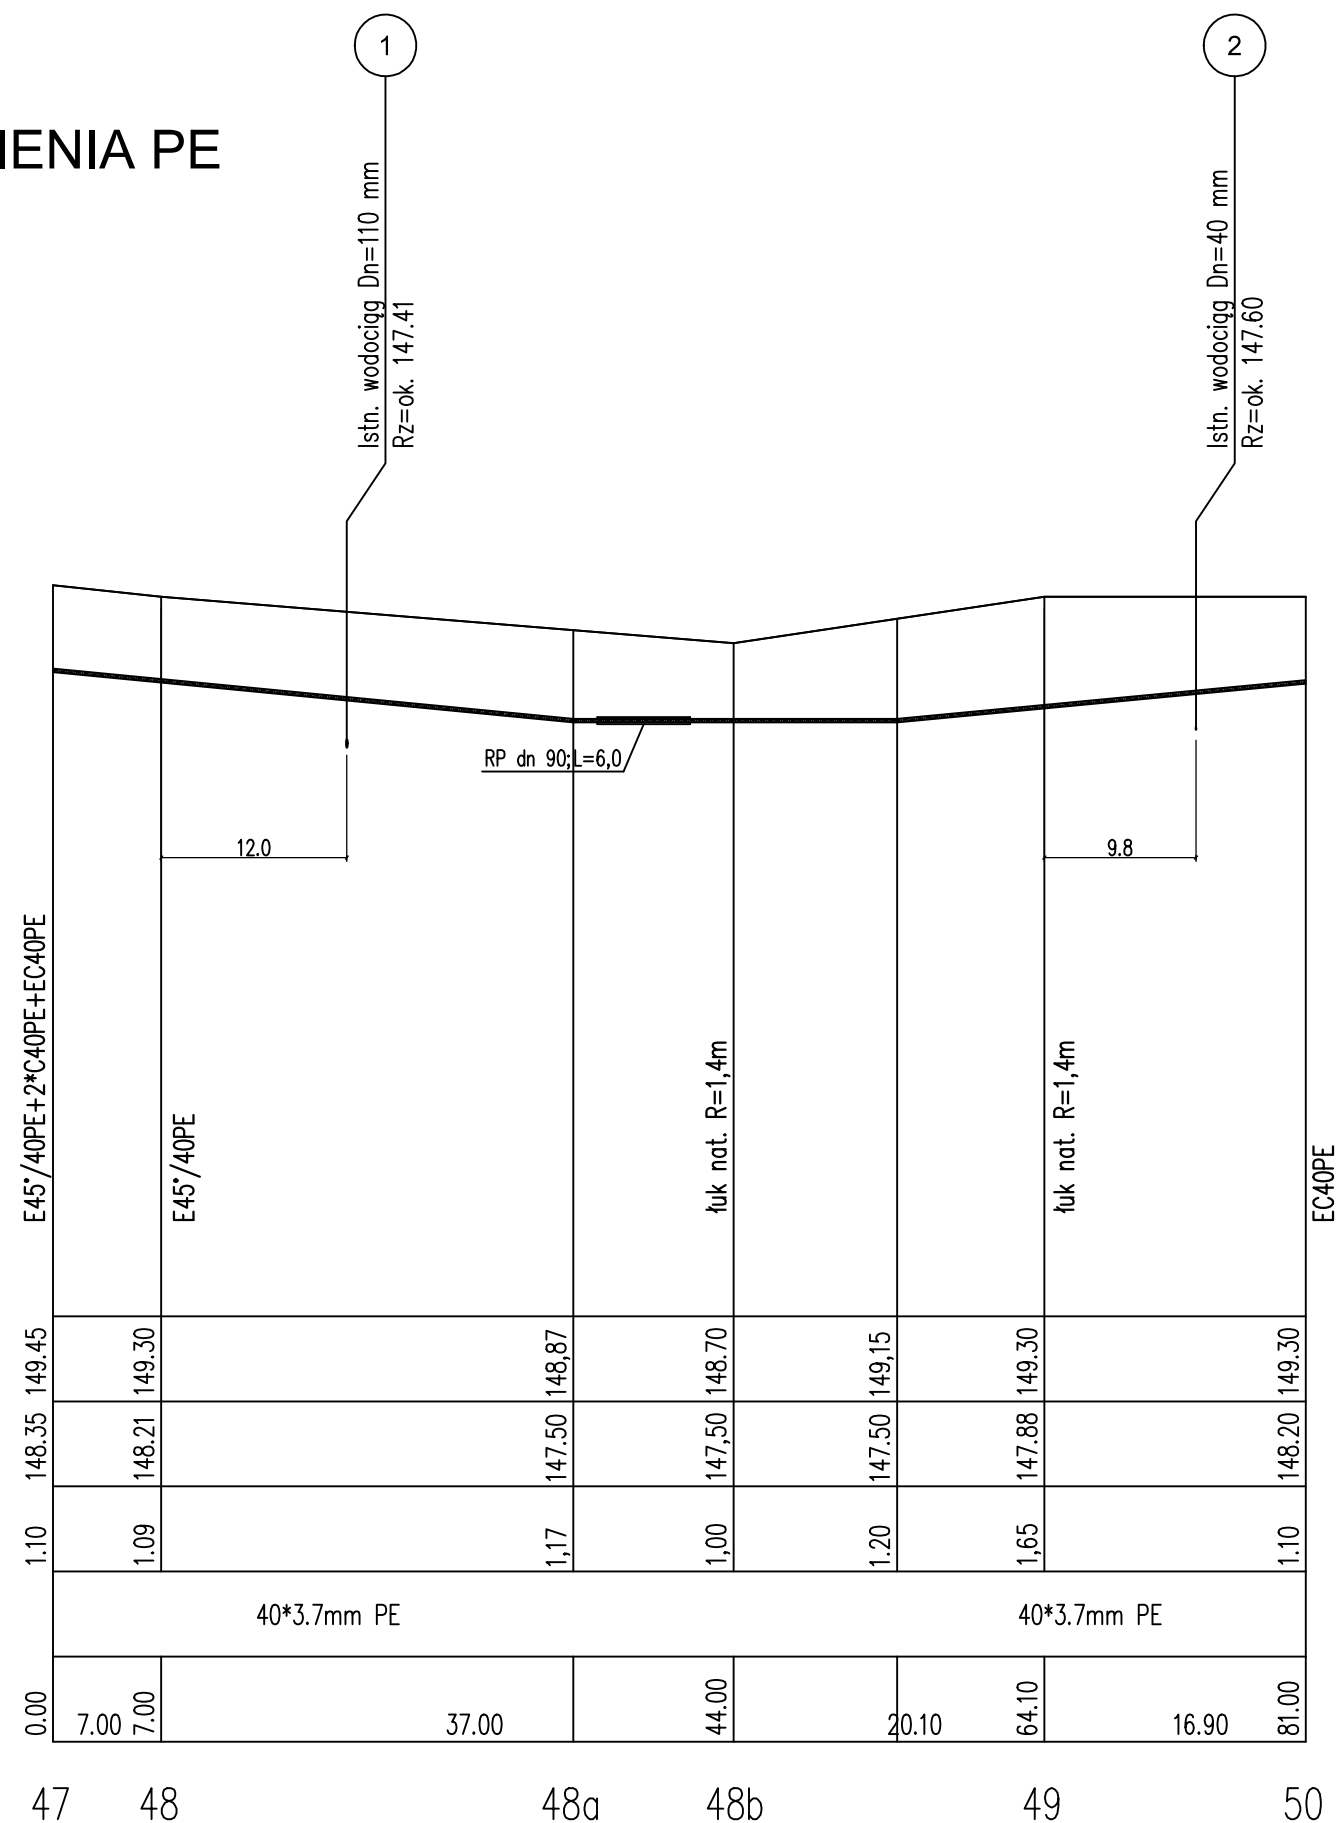 1
2
IENIA PE
Istn. wodociąg Dn=110 mm
Rz=ok. 147.41
Istn. wodociąg Dn=40 mm
Rz=ok. 147.60
RP dn 90;L=6,0
12.0
9.8
E45°/40PE+2*C40PE+EC40PE
E45°/40PE
łuk nat. R=1,4m
łuk nat. R=1,4m
EC40PE
149.45 149.30 148,87 148.70 149,15 149.30 149.30
148.35 148.21 147.50 147,50 147.50 147.88 148.20
1.10 1.09 1,17 1,00 1.20 1,65 1.10
40*3.7mm PE 40*3.7mm PE
0.00 7.00 7.00 37.00 44.00 20.10 64.10 16.90 81.00
47 48 48a 48b 49 50